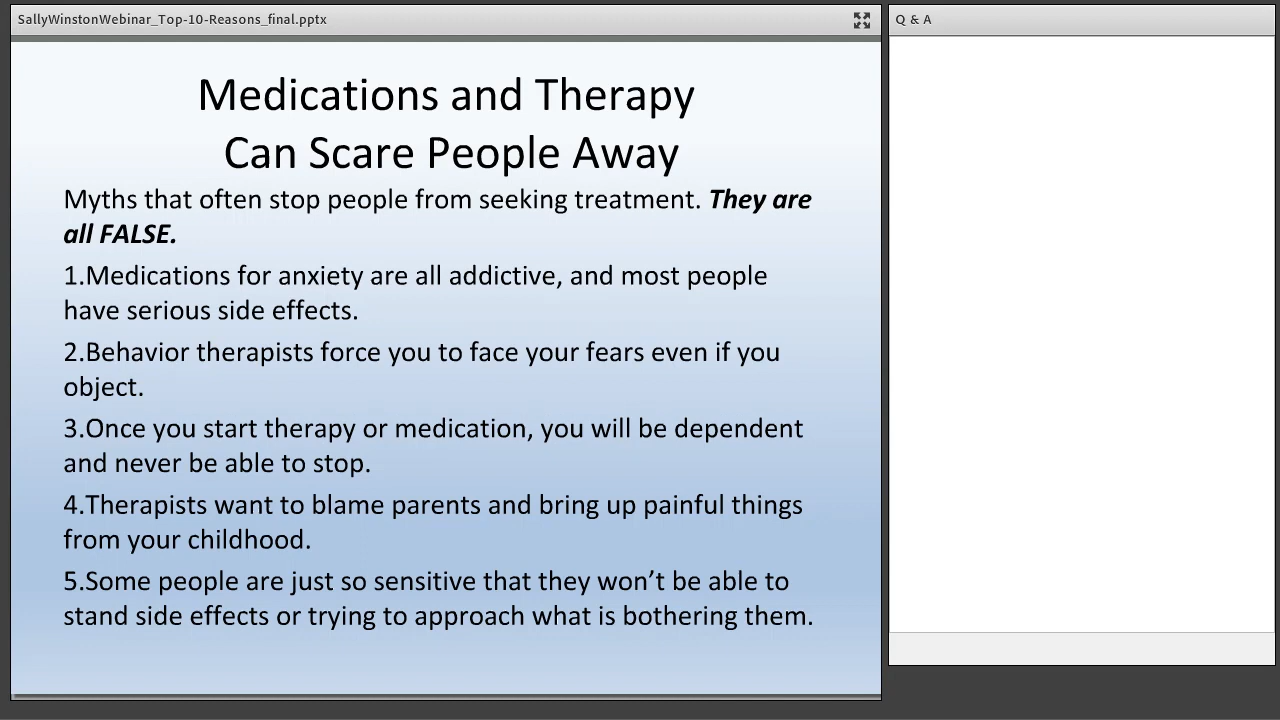 SallyWinstonWebinar_Top-10-Reasons_final.pptx
Q & A
Medications and Therapy
Can Scare People Away
Myths that often stop people from seeking treatment. They are
all FALSE.
1.Medications for anxiety are all addictive, and most people
have serious side effects.
2.Behavior therapists force you to face your fears even if you
object.
3.Once you start therapy or medication, you will be dependent
and never be able to stop.
4.Therapists want to blame parents and bring up painful things
from your childhood.
5.Some people are just so sensitive that they won’t be able to
stand side effects or trying to approach what is bothering them.